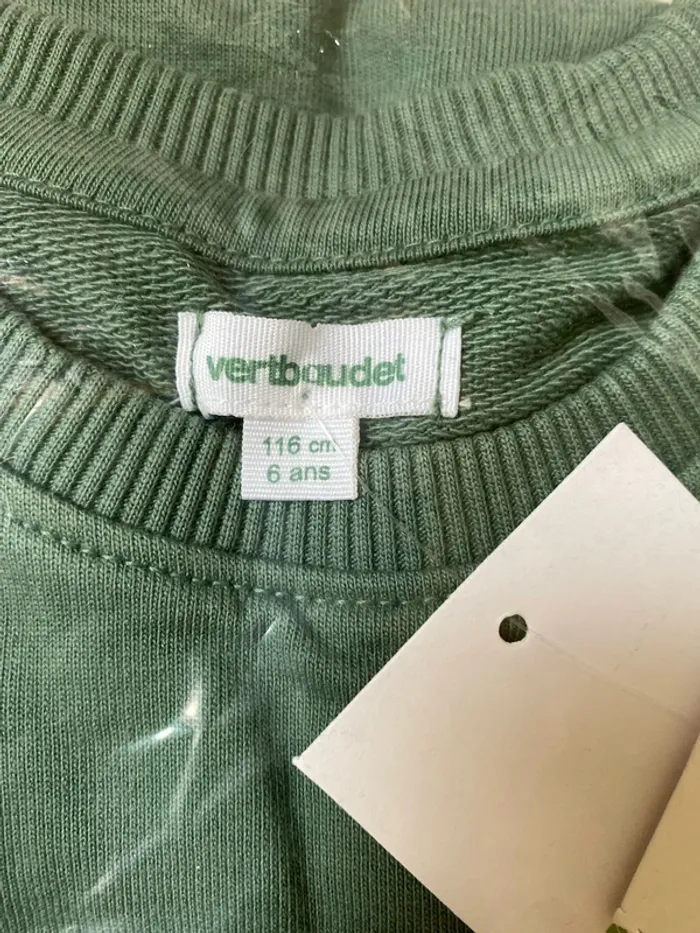 vertbaudet
116 cm
6 ans